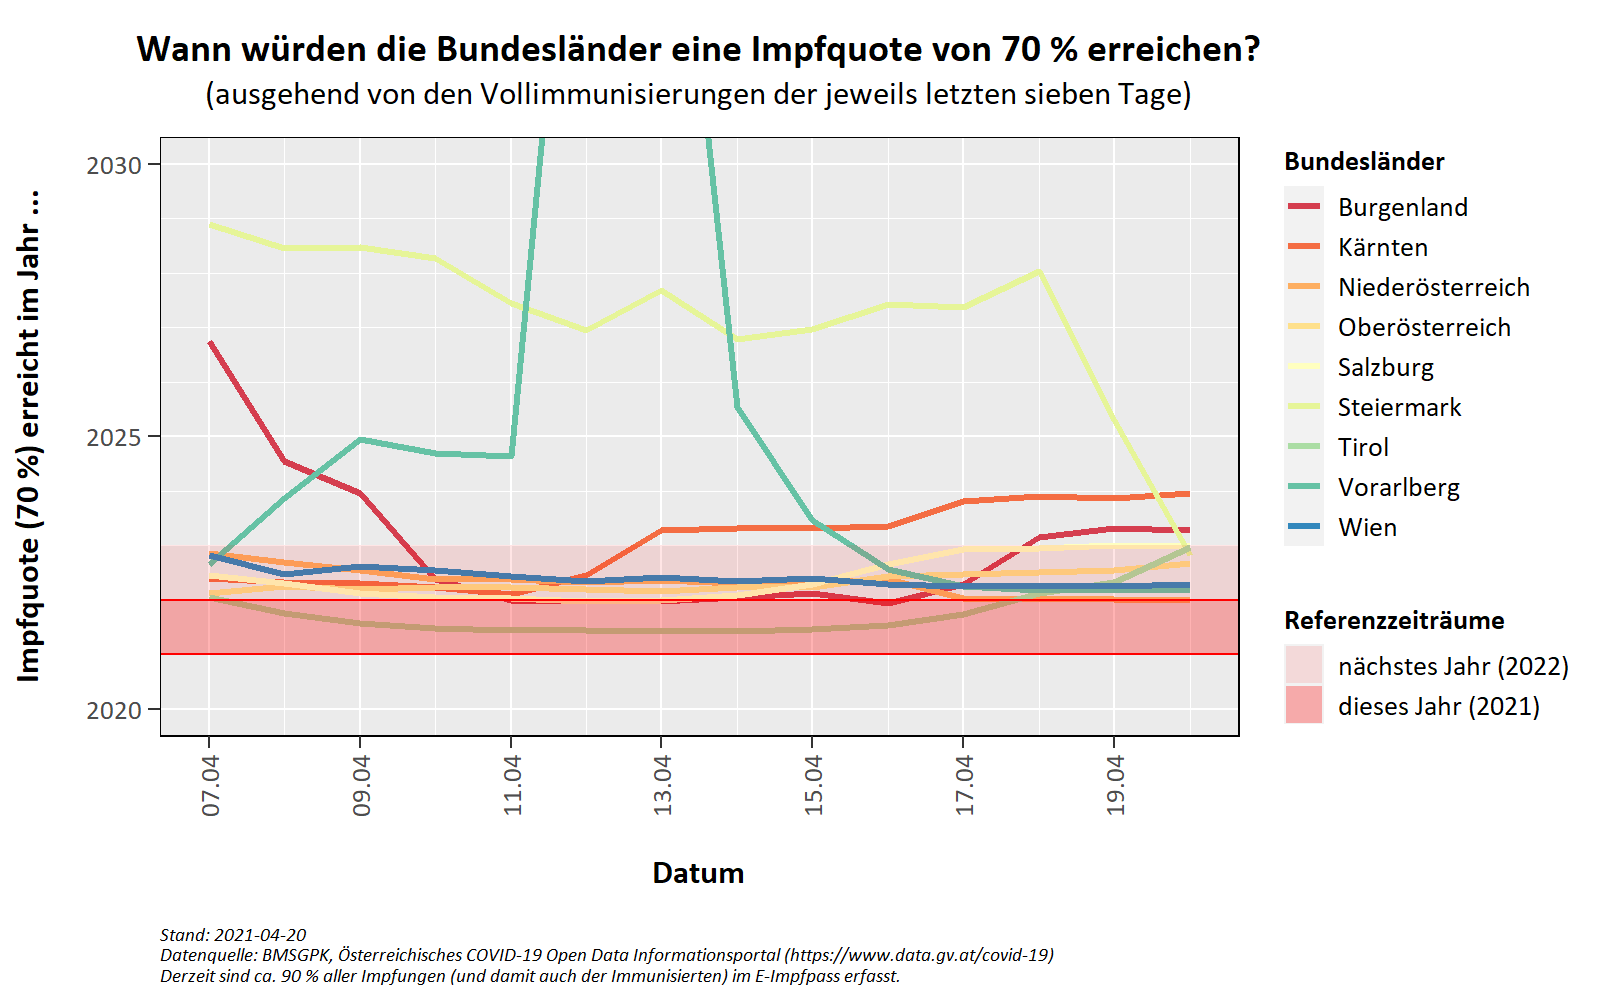 Wann würden die Bundesländer eine Impfquote von 70 % erreichen?
(ausgehend von den Vollimmunisierungen der jeweils letzten sieben Tage)
Impfquote (70 %) erreicht im Jahr ...
2030
2025
2020
07.04
09.04
11.04
13.04
15.04
17.04
19.04
Datum
Bundesländer
Burgenland
Kärnten
Niederösterreich
Oberösterreich
Salzburg
Steiermark
Tirol
Vorarlberg
Wien
Referenzzeiträume
nächstes Jahr (2022)
dieses Jahr (2021)
Stand: 2021-04-20
Datenquelle: BMSGPK, Österreichisches COVID-19 Open Data Informationsportal (https://www.data.gv.at/covid-19)
Derzeit sind ca. 90 % aller Impfungen (und damit auch der Immunisierten) im E-Impfpass erfasst.